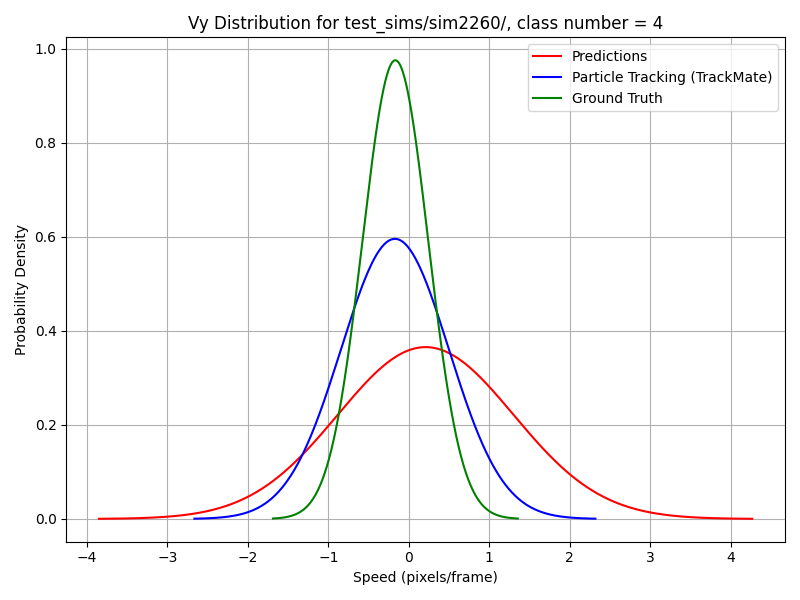 Vy Distribution for test_sims/sim2260/, class number = 4
Predictions
Particle Tracking (TrackMate)
Ground Truth
1.0
0.8
0.6
0.4
0.2
0.0
Probability Density
−4 −3 −2 −1 0 1 2 3 4
Speed (pixels/frame)